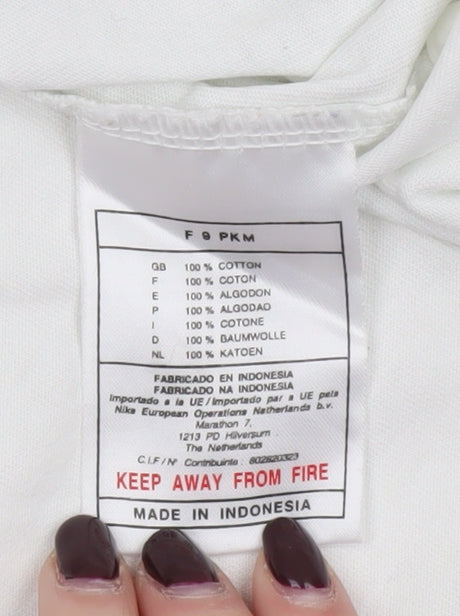 F 9 PKM
GB 100 % COTTON
F 100 % COTON
E 100 % ALGODON
P 100 % ALGODAO
I 100 % COTONE
D 100 % BAUMWOLLE
NL 100 % KATOEN
FABRICADO EN INDONESIA
FABRICADO NA INDONESIA
Importado a la UE / Importado par a UE pela
Nike European Operations Netherlands b.v.
Marathon 7,
1213 PD Hilversum
The Netherlands
C.I.F / Nº Contribuinte :
KEEP AWAY FROM FIRE
MADE IN INDONESIA